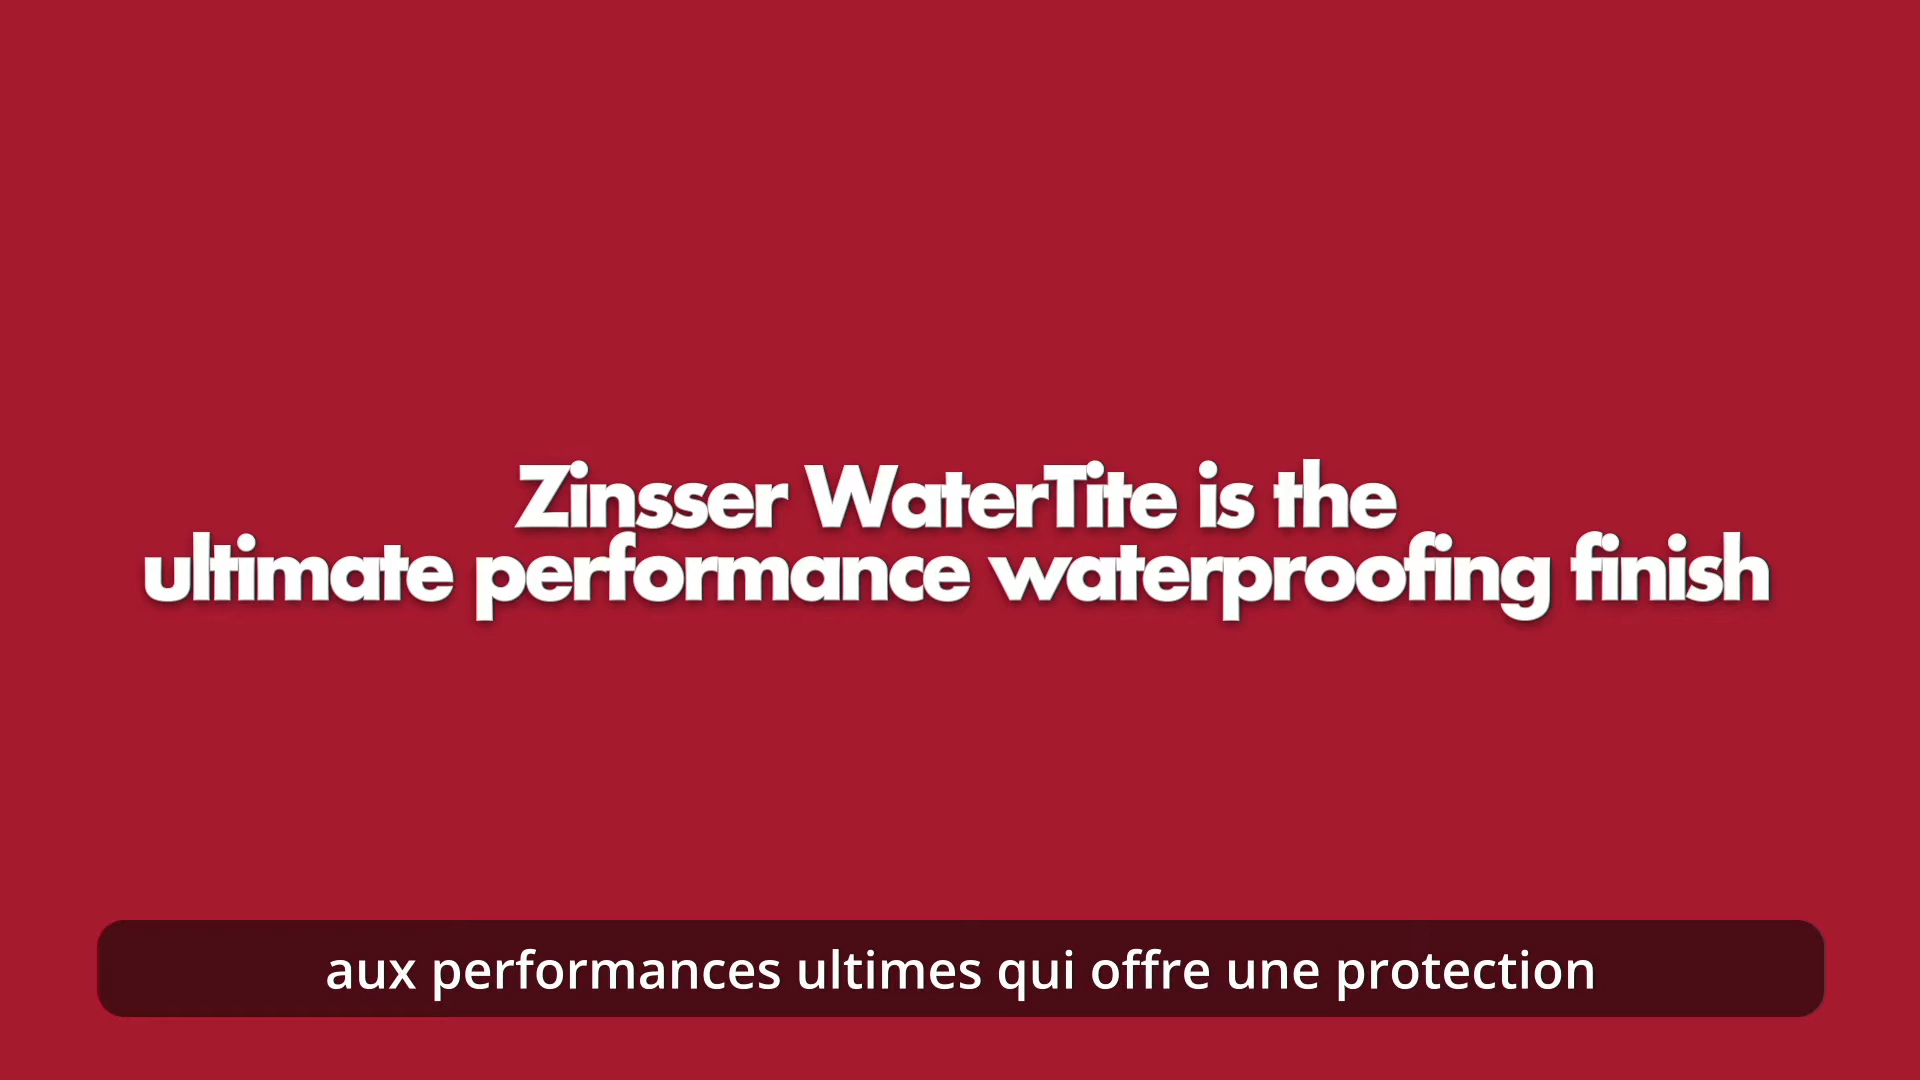 Zinsser WaterTite is the
ultimate performance waterproofing finish
aux performances ultimes qui offre une protection